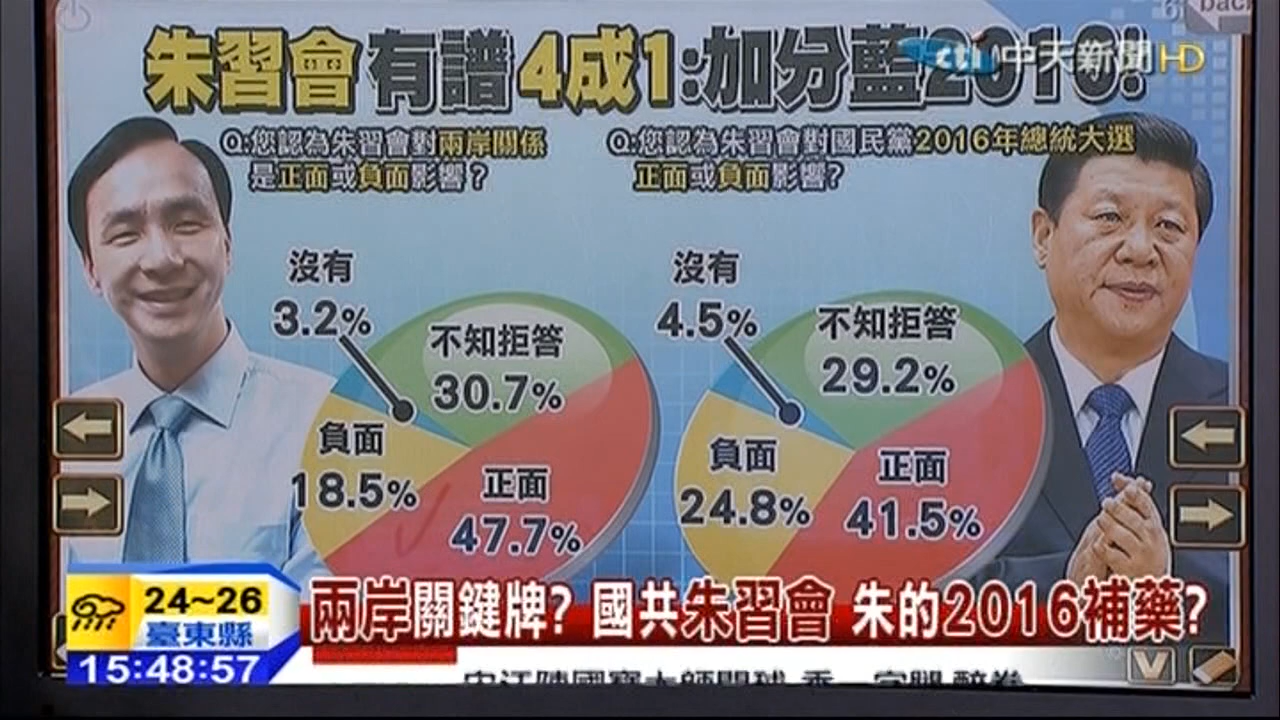 back
朱習會有譜 4成1:加分藍2016!
中天新聞HD
Q:您認為朱習會對兩岸關係
是正面或負面影響?
沒有
3.2%
不知拒答
30.7%
負面
18.5%
正面
47.7%
Q:您認為朱習會對國民黨2016年總統大選
正面或負面影響?
沒有
4.5%
不知拒答
29.2%
負面
24.8%
正面
41.5%
24~26
臺東縣
15:48:57
兩岸關鍵牌? 國共朱習會 朱的2016補藥?